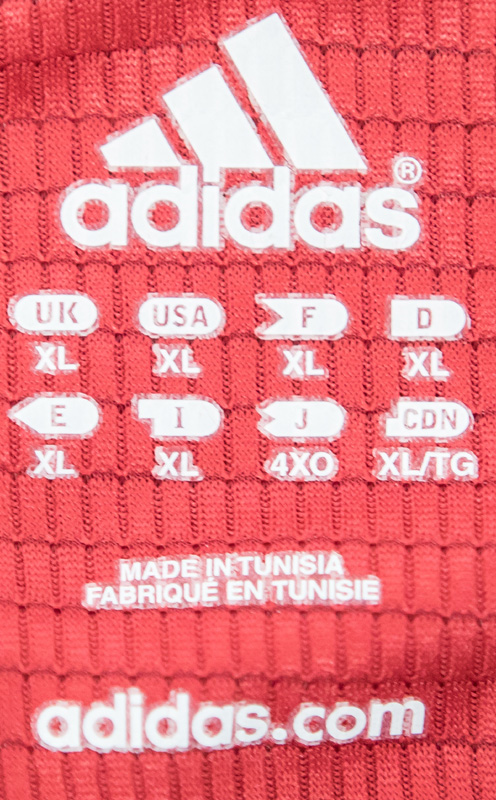 adidas®
UK USA F D
XL XL XL XL
E I J CDN
XL XL 4XO XL/TG
MADE IN TUNISIA
FABRIQUÉ EN TUNISIE
adidas.com